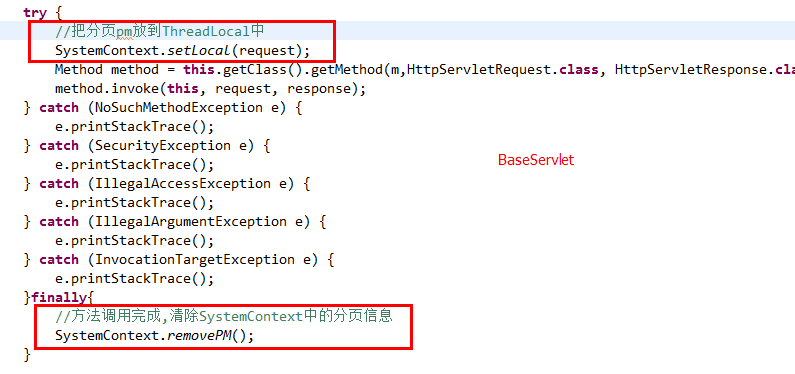 try {
//把分页pm放到ThreadLocal中
SystemContext.setLocal(request);
Method method = this.getClass().getMethod(m,HttpServletRequest.class, HttpServletResponse.cla
method.invoke(this, request, response);
} catch (NoSuchMethodException e) {
e.printStackTrace();
} catch (SecurityException e) {
e.printStackTrace();
} catch (IllegalAccessException e) {
e.printStackTrace();
} catch (IllegalArgumentException e) {
e.printStackTrace();
} catch (InvocationTargetException e) {
e.printStackTrace();
}finally{
//方法调用完成,清除SystemContext中的分页信息
SystemContext.removePM();
}
BaseServlet